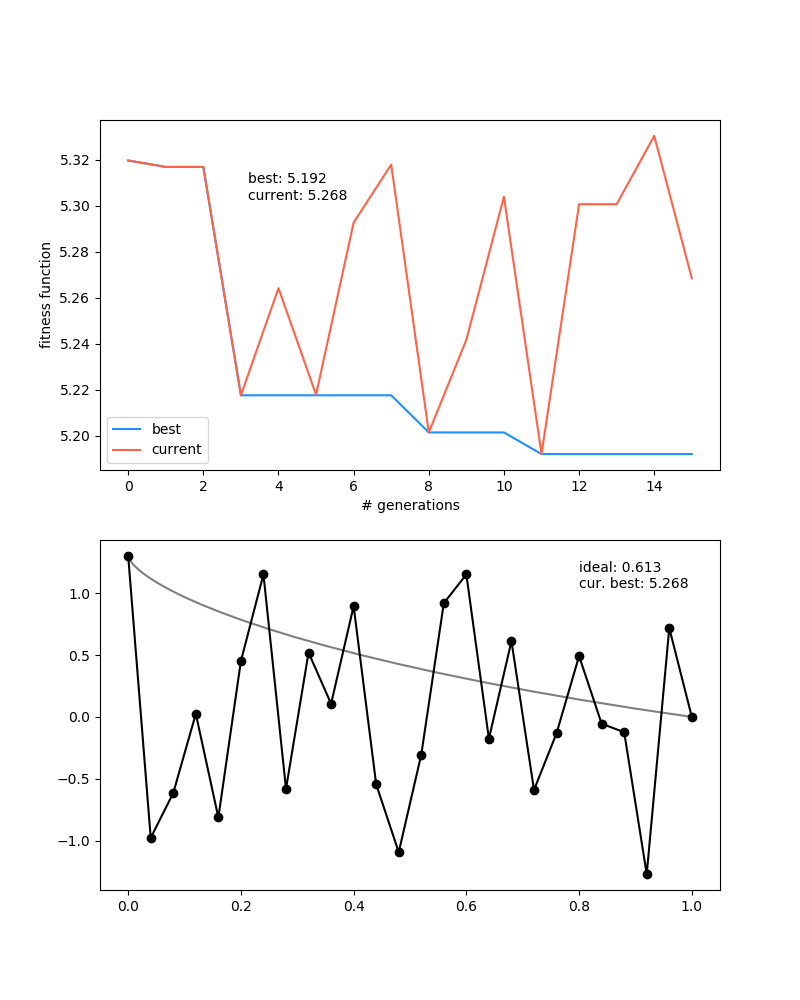 5.32
5.30
5.28
5.26
5.24
5.22
5.20
fitness function
best: 5.192
current: 5.268
best
current
0 2 4 6 8 10 12 14
# generations
1.0
0.5
0.0
−0.5
−1.0
ideal: 0.613
cur. best: 5.268
0.0 0.2 0.4 0.6 0.8 1.0